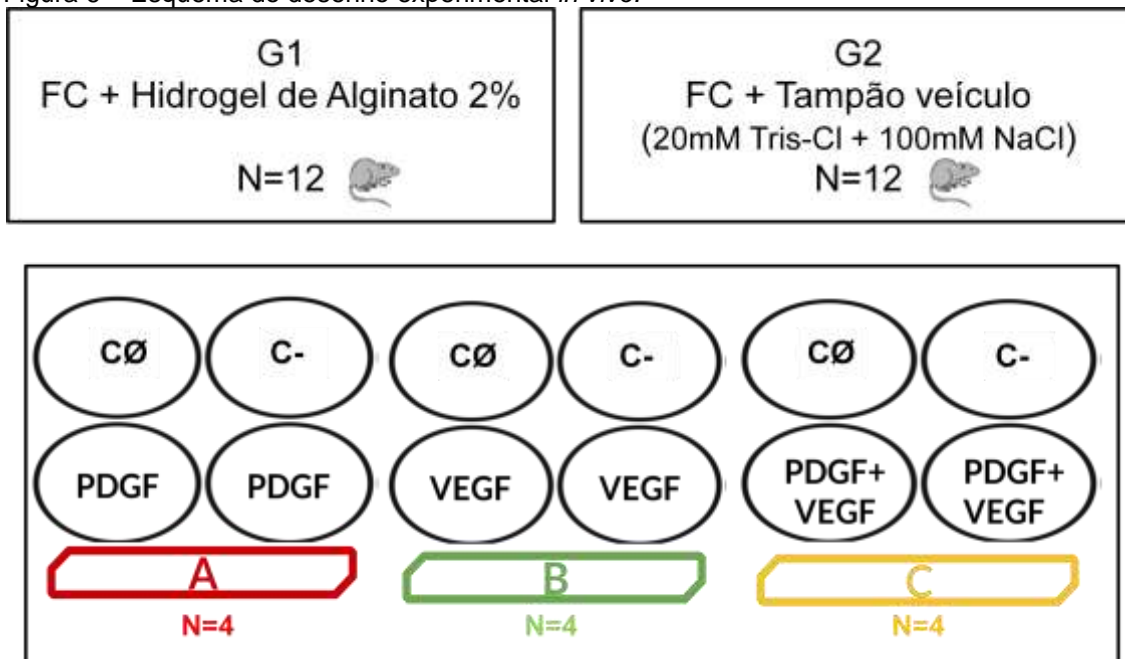 G1
FC + Hidrogel de Alginato 2%
N=12
G2
FC + Tampão veículo
(20mM Tris-Cl + 100mM NaCl)
N=12
CØ C- CØ C- CØ C-
PDGF PDGF VEGF VEGF PDGF+ VEGF PDGF+ VEGF
A B C
N=4 N=4 N=4